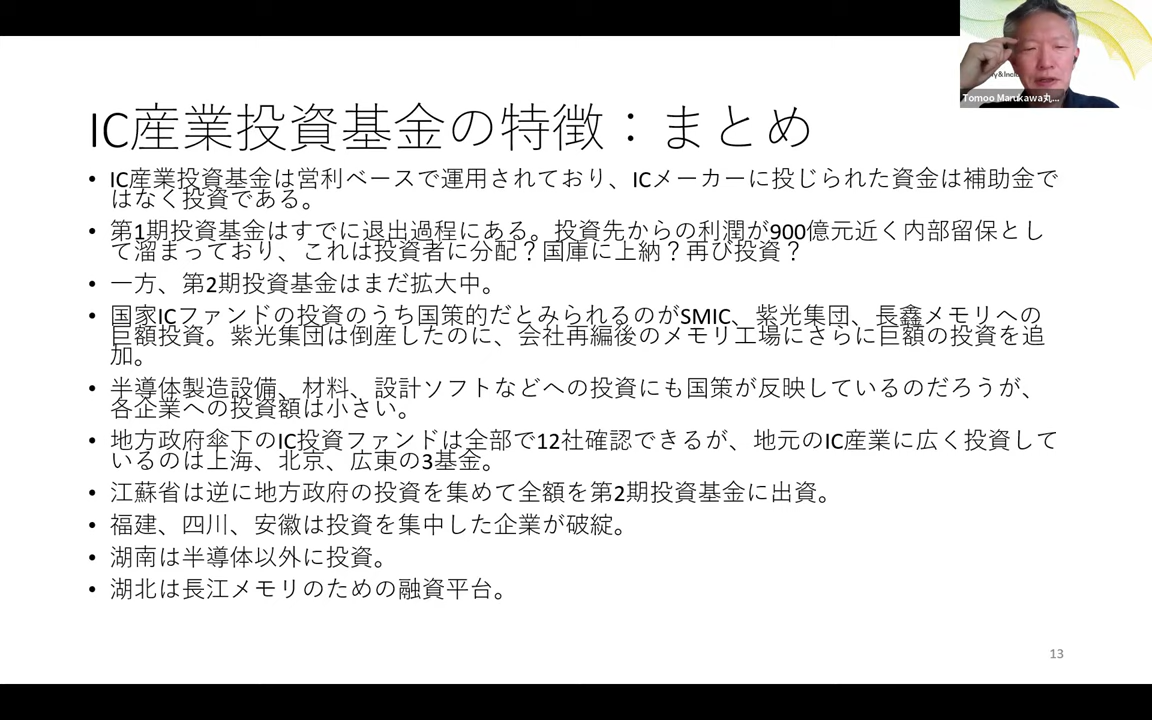 IC産業投資基金の特徴：まとめ
• IC産業投資基金は営利ベースで運用されており、ICメーカーに投じられた資金は補助金で
はなく投資である。
• 第1期投資基金はすでに退出過程にある。投資先からの利潤が900億元近く内部留保とし
て溜まっており、これは投資者に分配？国庫に上納？再び投資？
• 一方、第2期投資基金はまだ拡大中。
• 国家ICファンドの投資のうち国策的だとみられるのがSMIC、紫光集団、長鑫メモリへの
巨額投資。紫光集団は倒産したのに、会社再編後のメモリ工場にさらに巨額の投資を追
加。
• 半導体製造設備、材料、設計ソフトなどへの投資にも国策が反映しているのだろうが、
各企業への投資額は小さい。
• 地方政府傘下のIC投資ファンドは全部で12社確認できるが、地元のIC産業に広く投資して
いるのは上海、北京、広東の3基金。
• 江蘇省は逆に地方政府の投資を集めて全額を第2期投資基金に出資。
• 福建、四川、安徽は投資を集中した企業が破綻。
• 湖南は半導体以外に投資。
• 湖北は長江メモリのための融資平台。
13
Tomoo Marukawa丸...